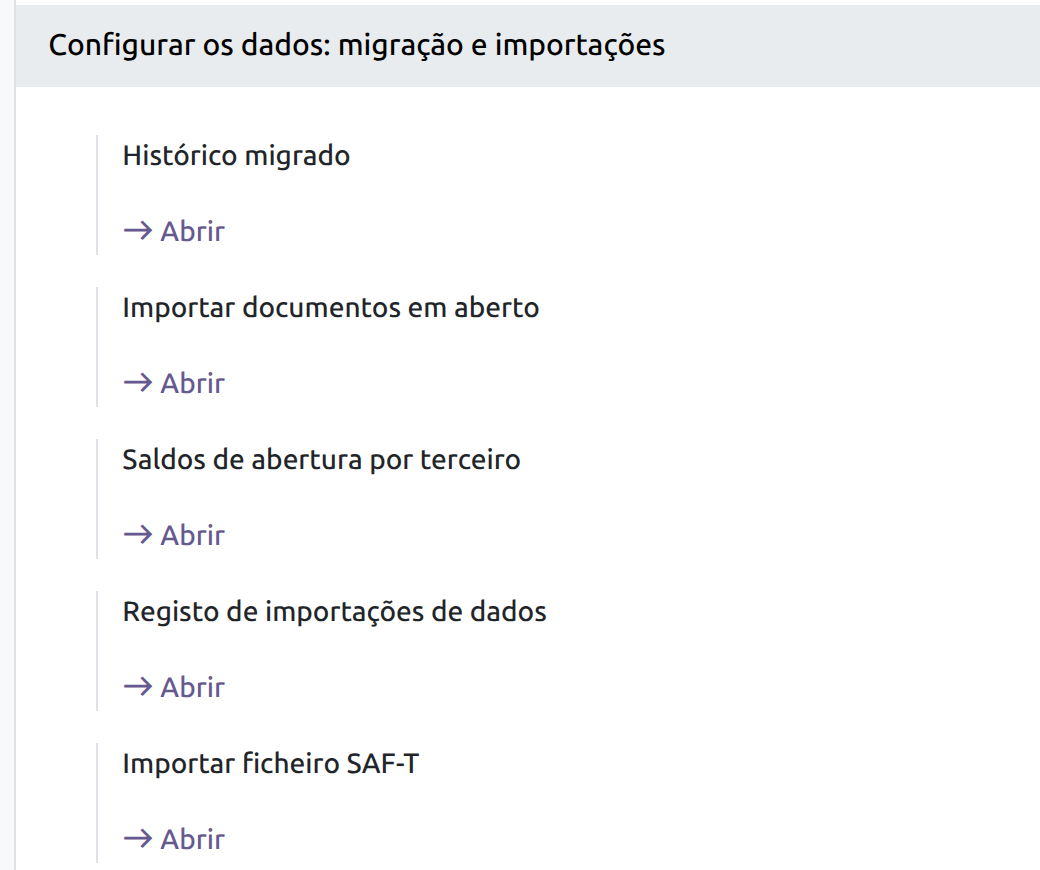 Configurar os dados: migração e importações
Histórico migrado
→ Abrir
Importar documentos em aberto
→ Abrir
Saldos de abertura por terceiro
→ Abrir
Registo de importações de dados
→ Abrir
Importar ficheiro SAF-T
→ Abrir